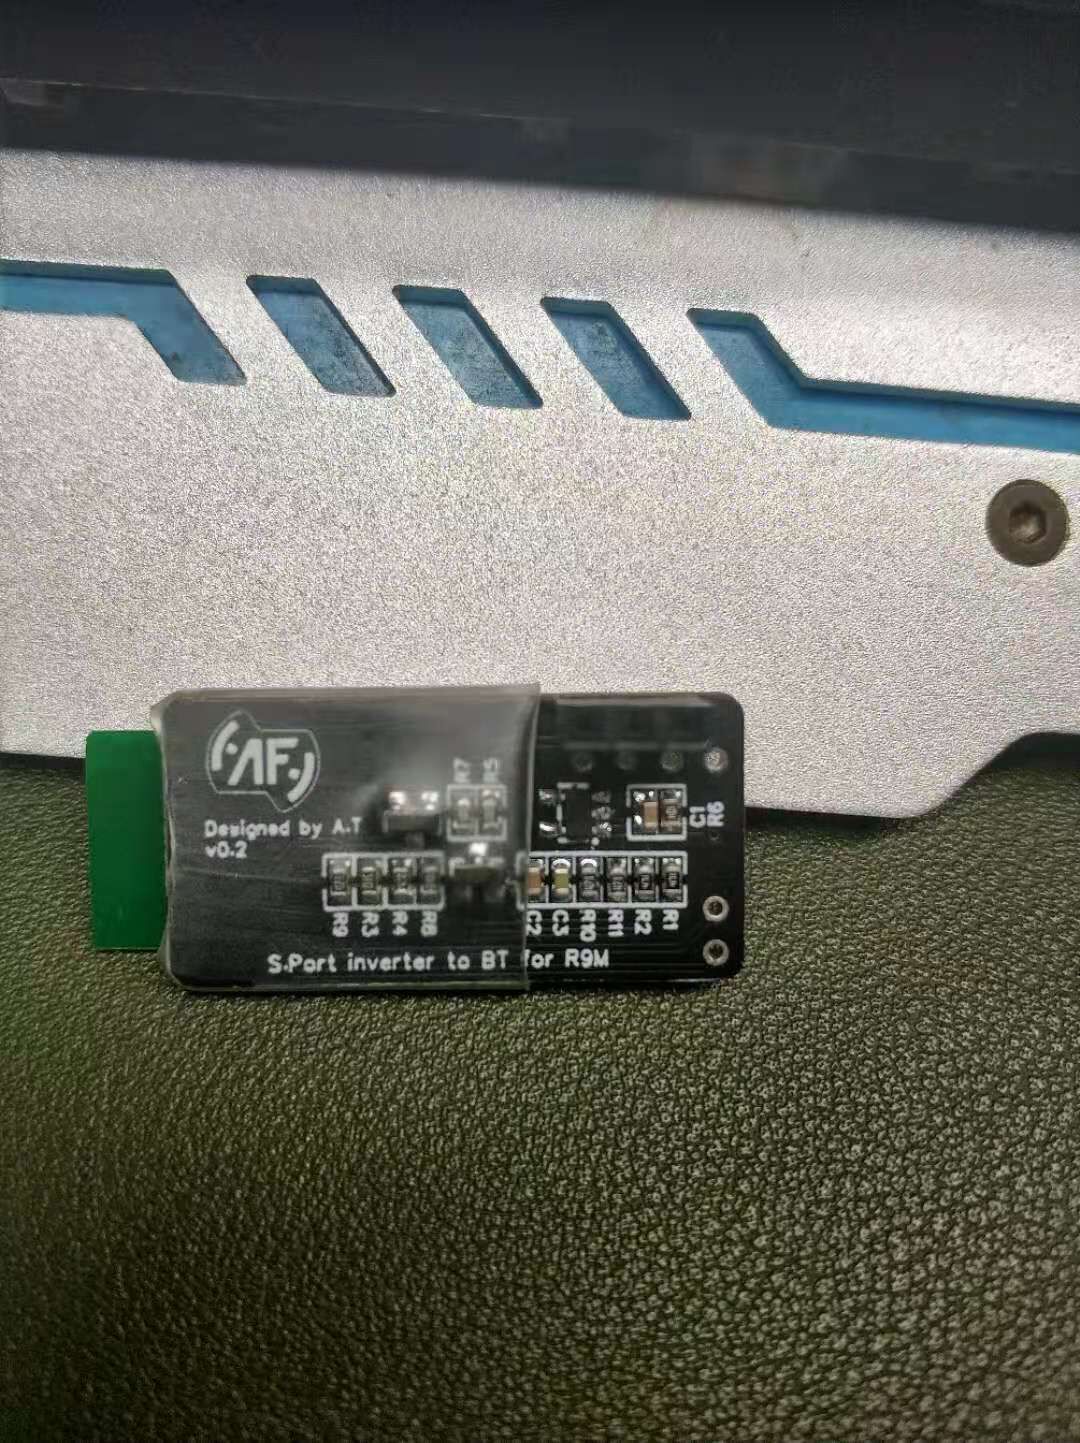 AF
Designed by A.T
v0.2
R7
R5
C1
R6
R9
R3
R4
R8
C2
C3
R10
R11
R2
R1
S.Port inverter to BT for R9M